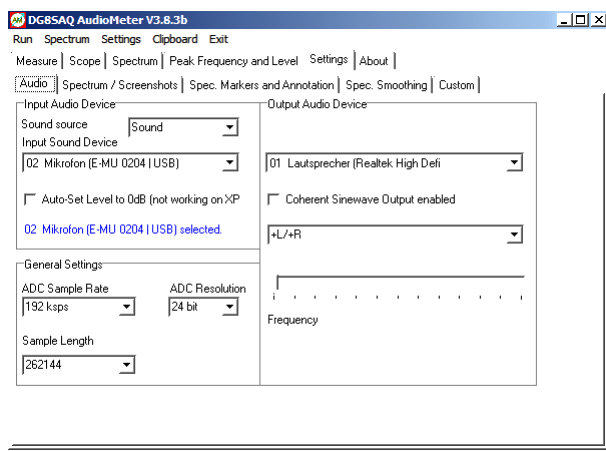 DG8SAQ AudioMeter V3.8.3b
Run Spectrum Settings Clipboard Exit
Measure Scope Spectrum Peak Frequency and Level Settings About
Audio Spectrum / Screenshots Spec. Markers and Annotation Spec. Smoothing Custom
Input Audio Device
Sound source Sound
Input Sound Device
02 Mikrofon (E-MU 0204 | USB)
Auto-Set Level to 0dB (not working on XP
02 Mikrofon (E-MU 0204 | USB) selected.
General Settings
ADC Sample Rate ADC Resolution
192 ksps 24 bit
Sample Length
262144
Output Audio Device
01 Lautsprecher (Realtek High Defi
Coherent Sinewave Output enabled
+L/+R
Frequency